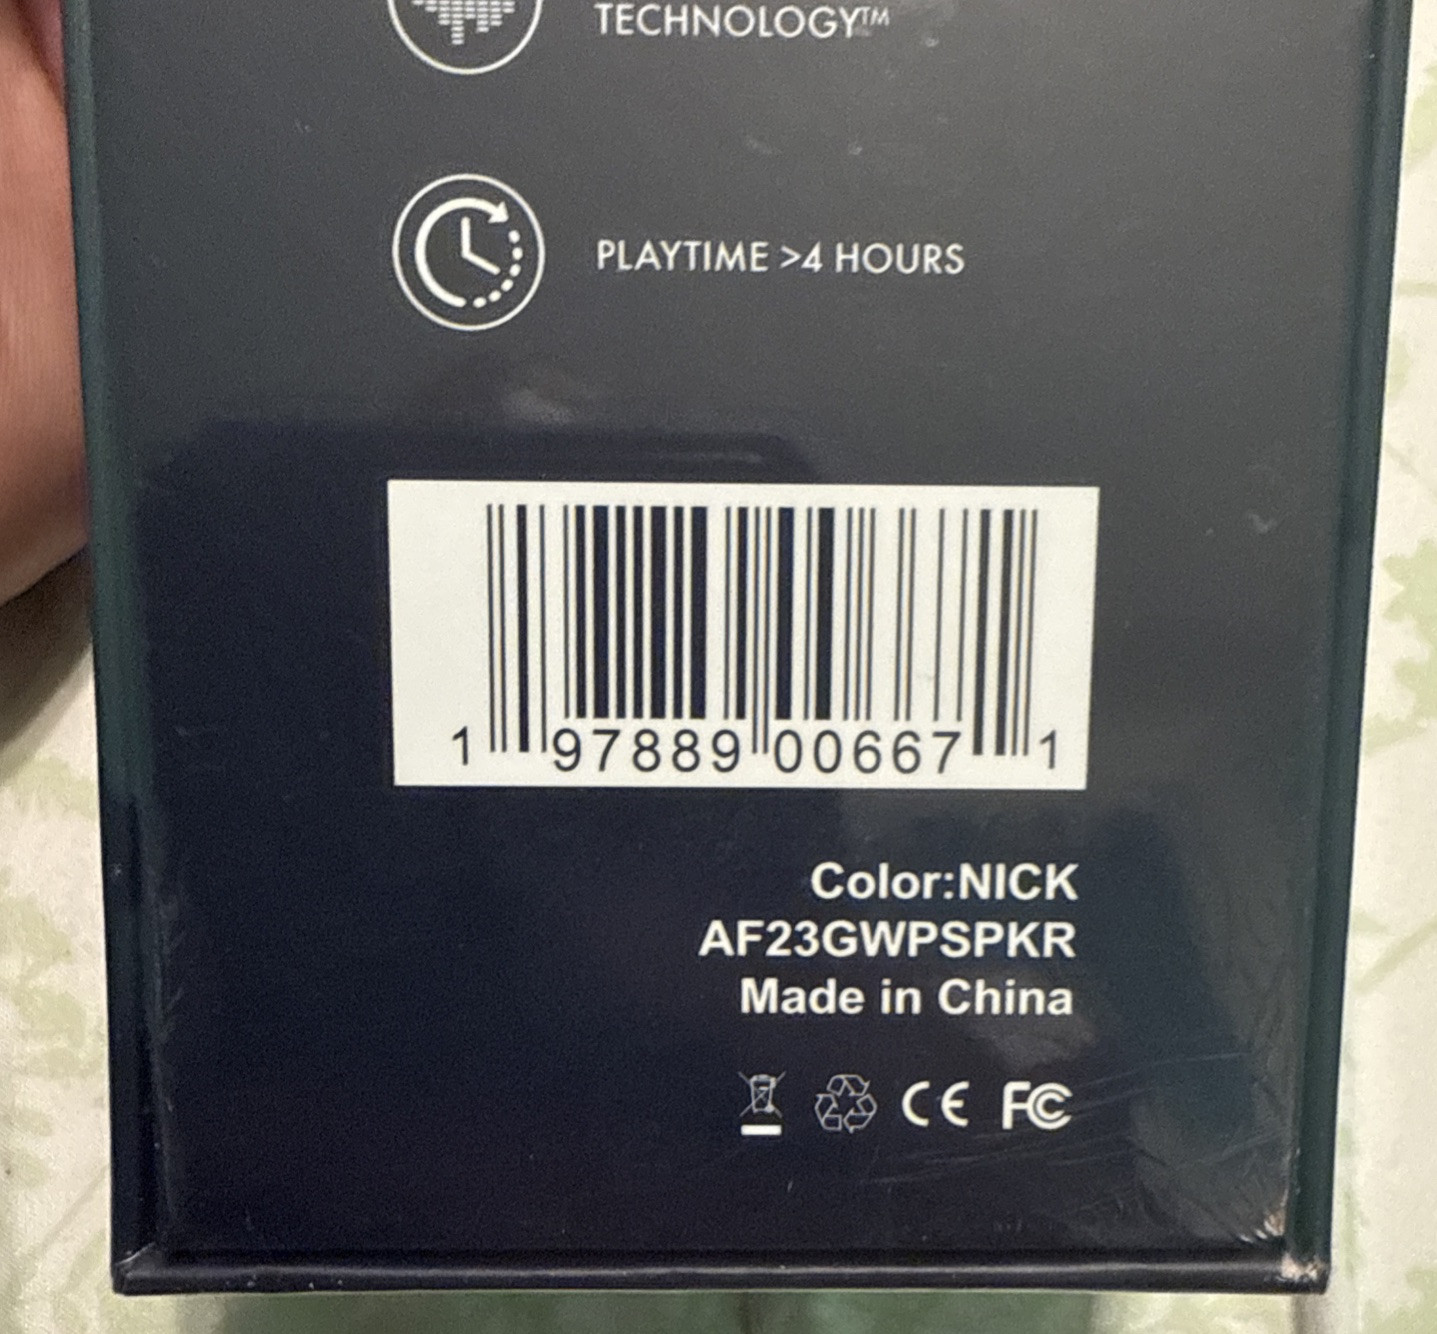 TECHNOLOGY™
PLAYTIME >4 HOURS
1 97889 00667 1
Color:NICK
AF23GWPSPKR
Made in China
CE FC